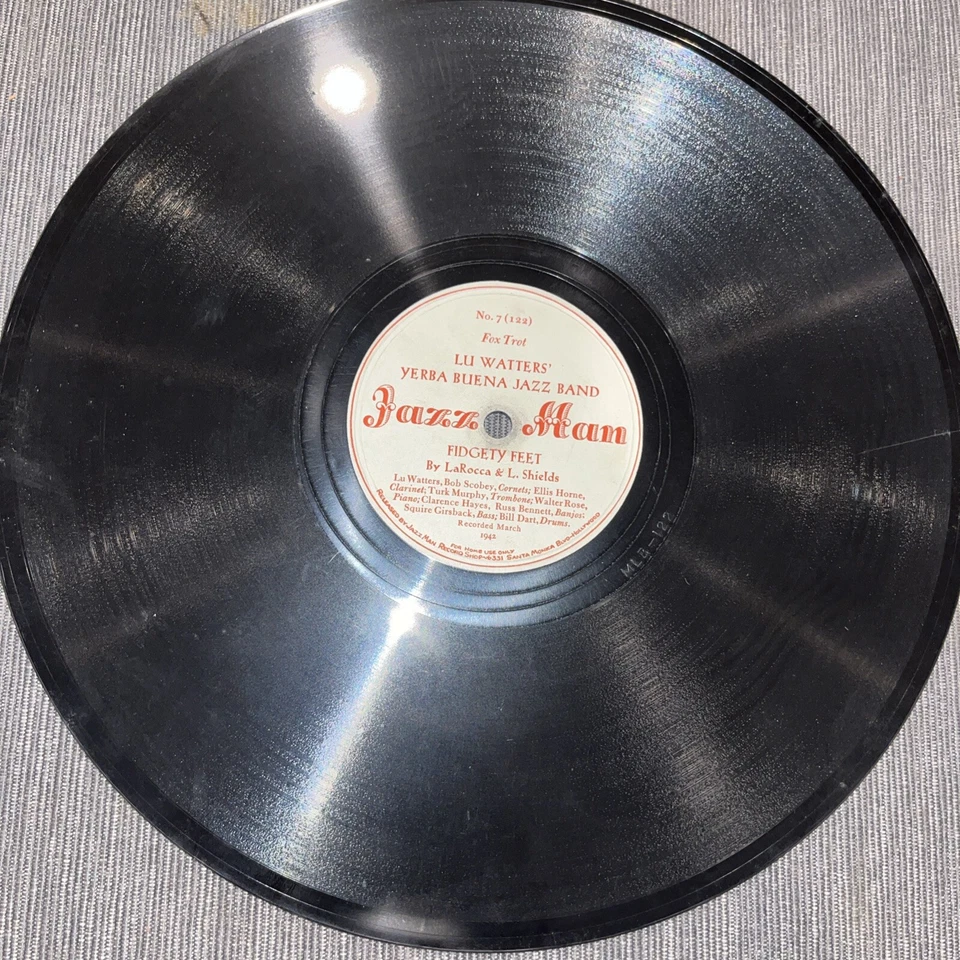 No. 7 (122)
Fox Trot
LU WATTERS'
YERBA BUENA JAZZ BAND
Jazz Man
FIDGETY FEET
By LaRocca & L. Shields
Lu Watters, Bob Scobey, Cornets; Ellis Horne,
Clarinet; Turk Murphy, Trombone; Walter Rose,
Piano; Clarence Hayes, Russ Bennett, Banjos;
Squire Girsback, Bass; Bill Dart, Drums.
Recorded March
1942
FOR HOME USE ONLY
RELEASED BY JAZZ MAN RECORD SHOP-6331 SANTA MONICA BLVD-HOLLYWOOD
MLB-122